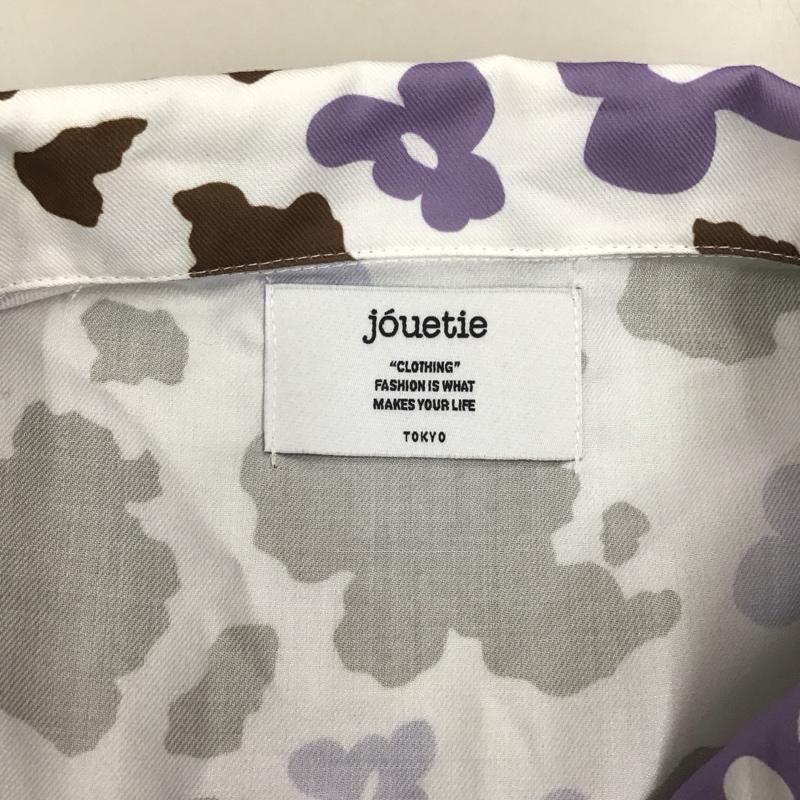 jóuetie
“CLOTHING”
FASHION IS WHAT
MAKES YOUR LIFE
TOKYO